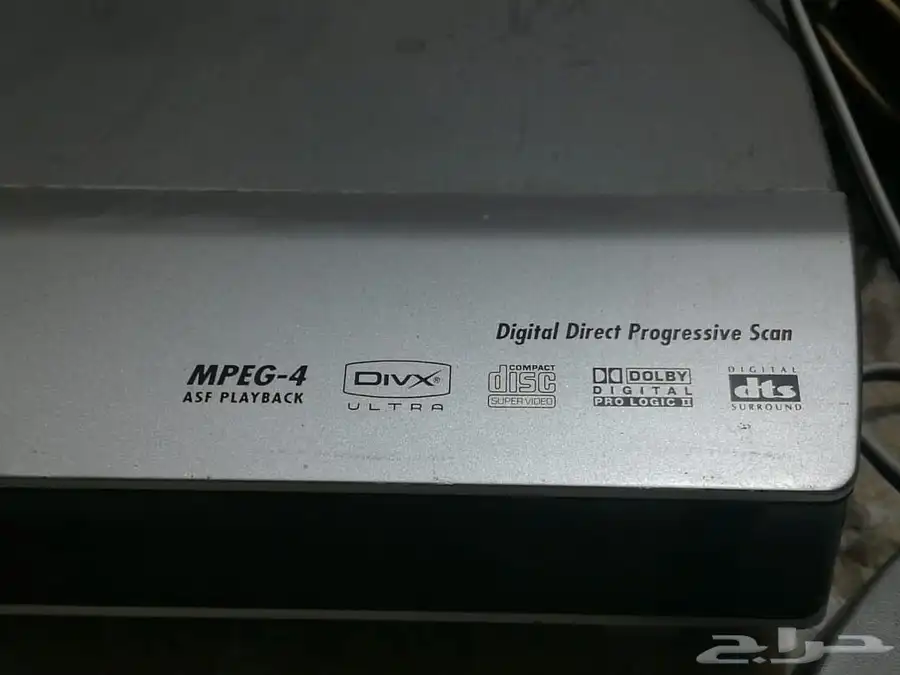 Digital Direct Progressive Scan
MPEG-4
ASF PLAYBACK
DIVX®
ULTRA
COMPACT
disc
SUPER VIDEO
DOLBY
DIGITAL
PRO LOGIC II
DIGITAL
dts
SURROUND
حراج